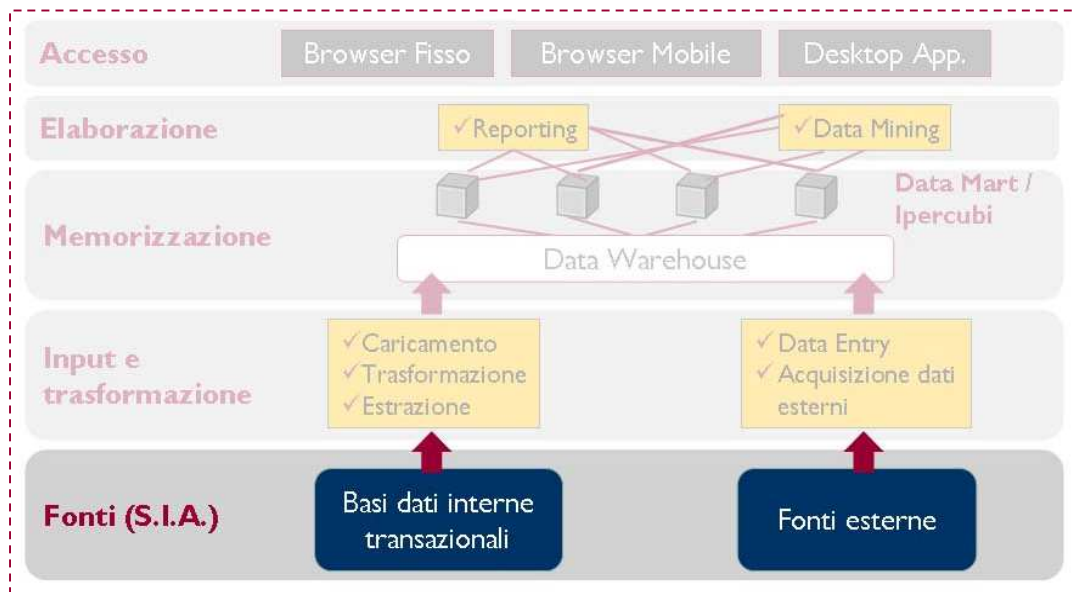 Accesso
Browser Fisso
Browser Mobile
Desktop App.
Elaborazione
✓Reporting
✓Data Mining
Data Mart /
Ipercubi
Memorizzazione
Data Warehouse
Input e
trasformazione
✓Caricamento
✓Trasformazione
✓Estrazione
✓Data Entry
✓Acquisizione dati
esterni
Fonti (S.I.A.)
Basi dati interne
transazionali
Fonti esterne